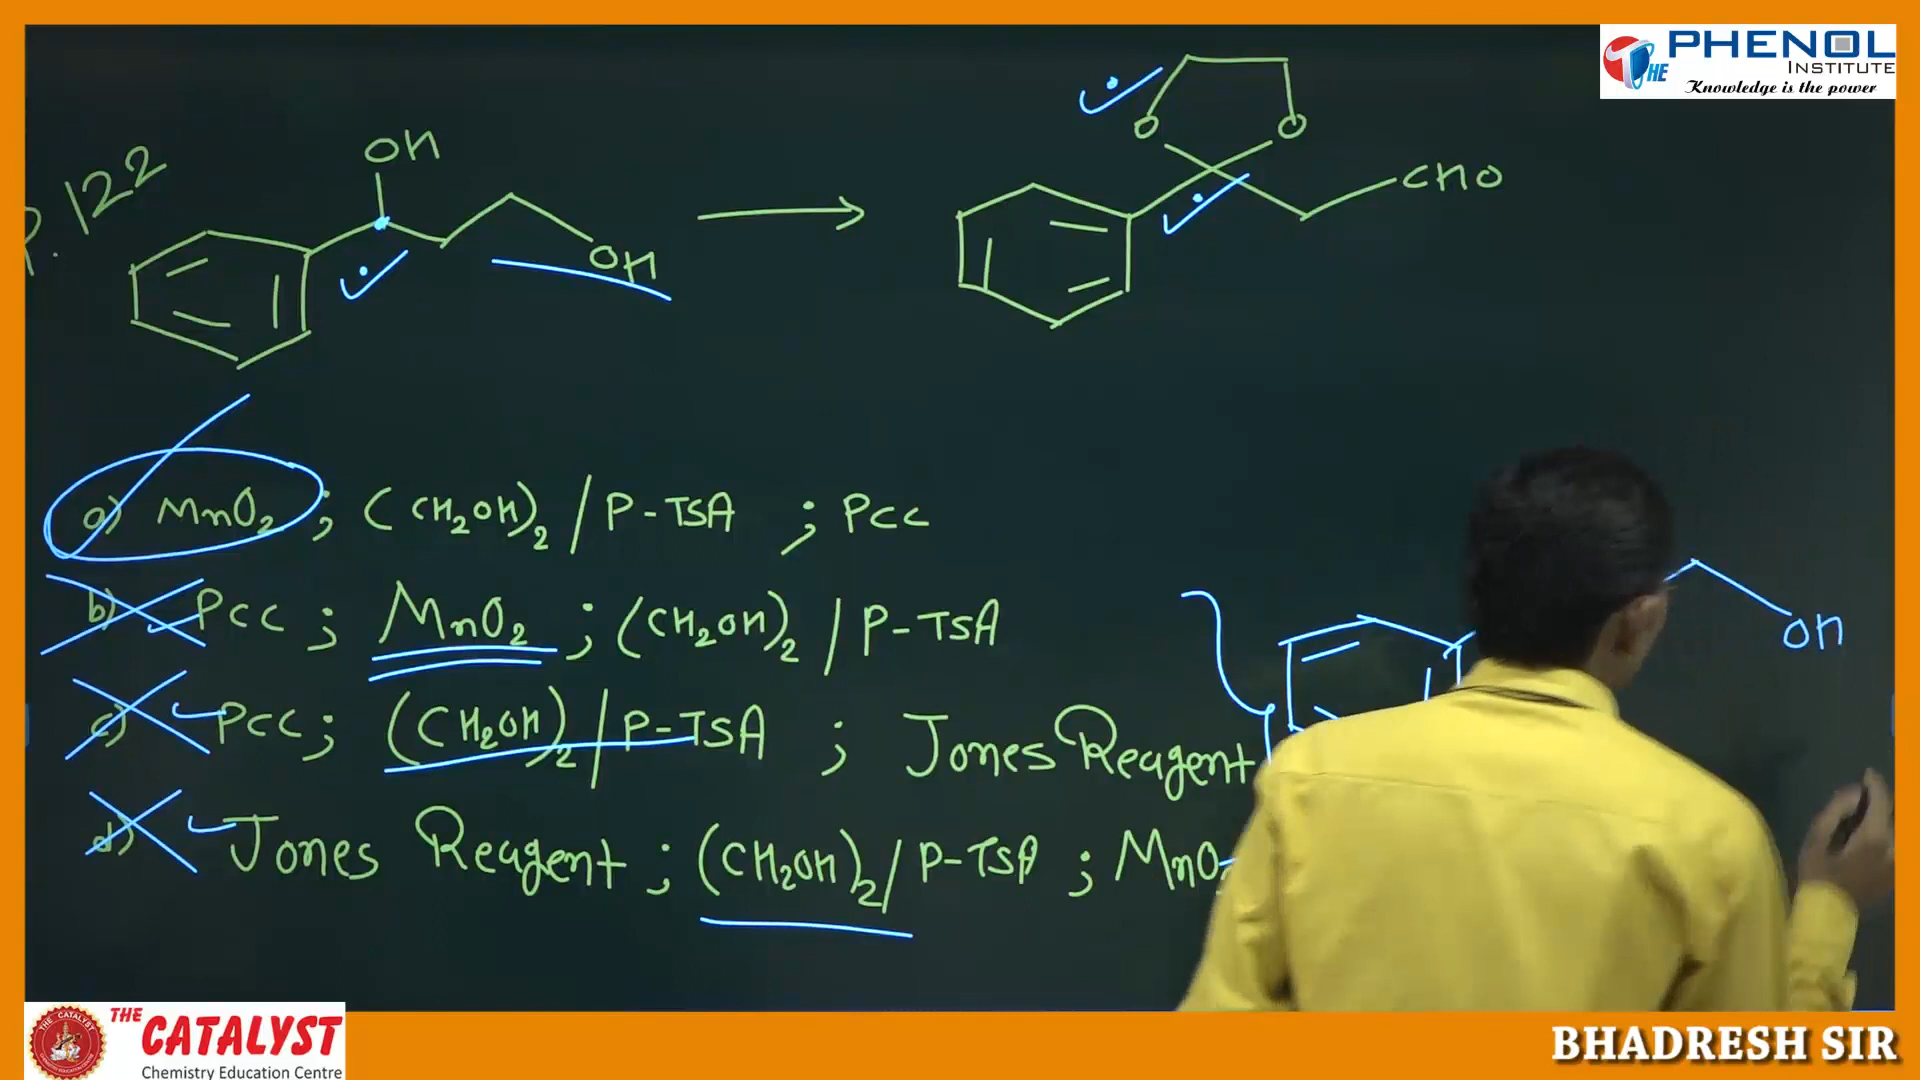 THE PHENOL
INSTITUTE
Knowledge is the power
P.122
OH
OH
O
O
CHO
a) MnO2 ; (CH2OH)2 / P-TSA ; PCC
b) PCC ; MnO2 ; (CH2OH)2 / P-TSA
c) PCC ; (CH2OH)2 / P-TSA ; Jones Reagent
d) Jones Reagent ; (CH2OH)2 / P-TSA ; MnO2
OH
THE CATALYST
Chemistry Education Centre
BHADRESH SIR